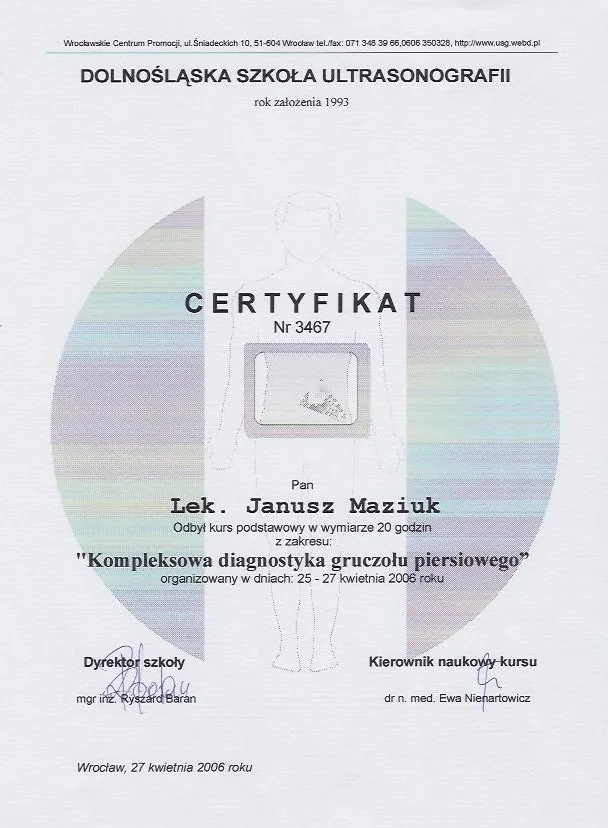 Wrocławskie Centrum Promocji, ul.Śniadeckich 10, 51-604 Wrocław tel./fax: 071 348 39 66,0606 350328, http://www.usg.webd.pl
DOLNOŚLĄSKA SZKOŁA ULTRASONOGRAFII
rok założenia 1993
CERTYFIKAT
Nr 3467
Pan
Lek. Janusz Maziuk
Odbył kurs podstawowy w wymiarze 20 godzin
z zakresu:
"Kompleksowa diagnostyka gruczołu piersiowego”
organizowany w dniach: 25 - 27 kwietnia 2006 roku
Dyrektor szkoły
mgr inż. Ryszard Baran
Kierownik naukowy kursu
dr n. med. Ewa Nienartowicz
Wrocław, 27 kwietnia 2006 roku